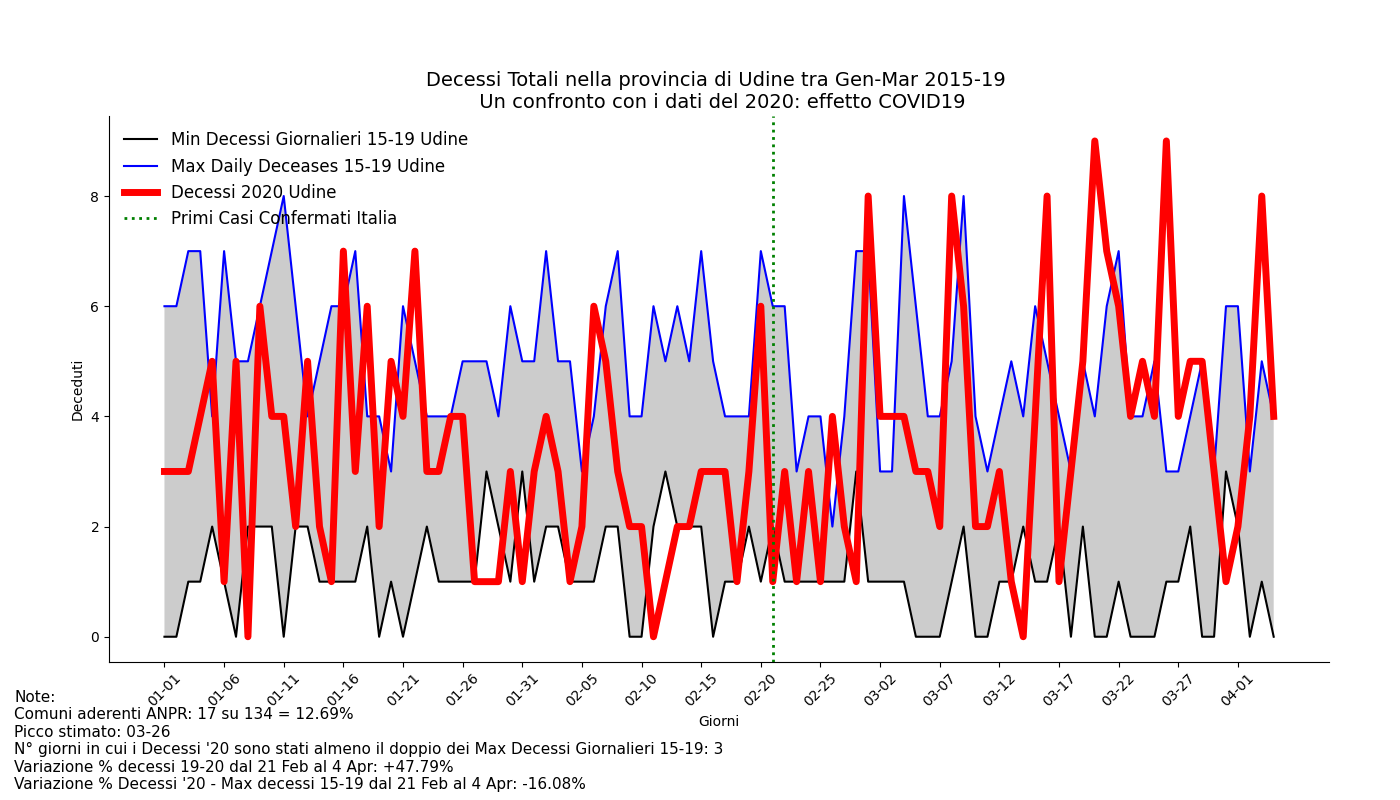 Decessi Totali nella provincia di Udine tra Gen-Mar 2015-19
Un confronto con i dati del 2020: effetto COVID19
Min Decessi Giornalieri 15-19 Udine
Max Daily Deceases 15-19 Udine
Decessi 2020 Udine
Primi Casi Confermati Italia
Deceduti
8
6
4
2
0
01-01 01-06 01-11 01-16 01-21 01-26 01-31 02-05 02-10 02-15 02-20 02-25 03-02 03-07 03-12 03-17 03-22 03-27 04-01
Giorni
Note:
Comuni aderenti ANPR: 17 su 134 = 12.69%
Picco stimato: 03-26
N° giorni in cui i Decessi '20 sono stati almeno il doppio dei Max Decessi Giornalieri 15-19: 3
Variazione % decessi 19-20 dal 21 Feb al 4 Apr: +47.79%
Variazione % Decessi '20 - Max decessi 15-19 dal 21 Feb al 4 Apr: -16.08%